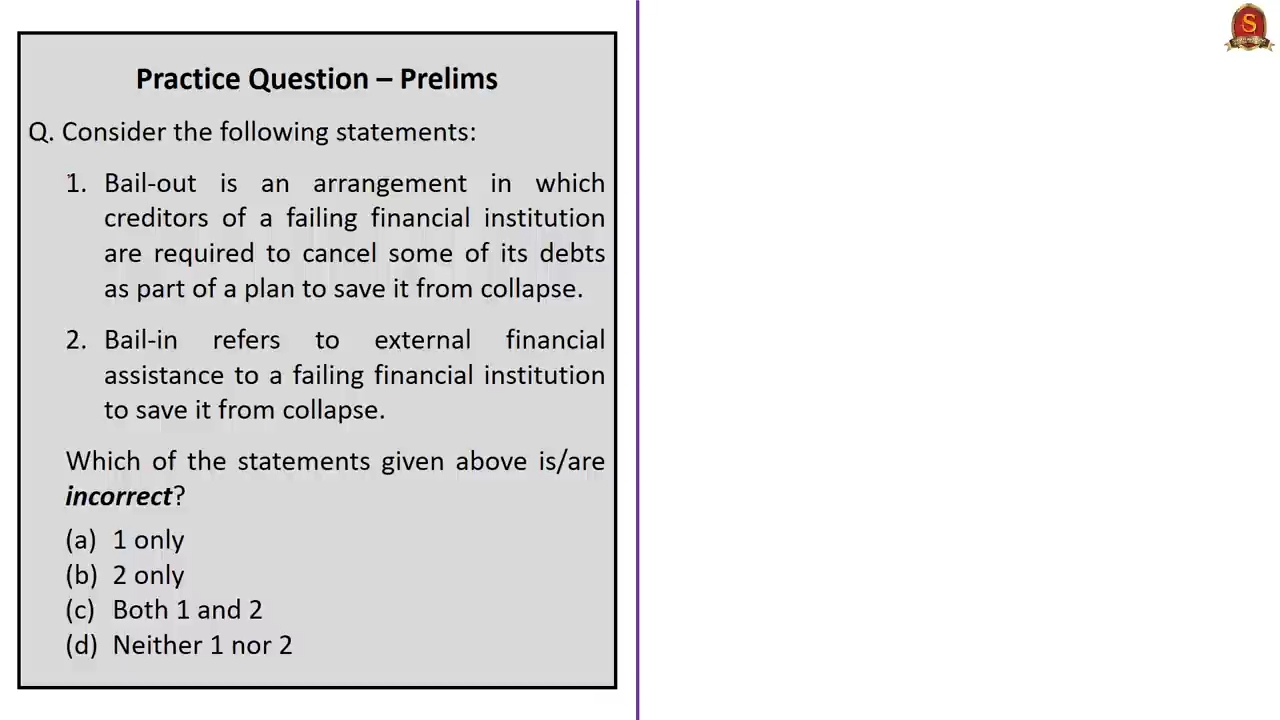 Practice Question – Prelims
Q. Consider the following statements:
1. Bail-out is an arrangement in which
creditors of a failing financial institution
are required to cancel some of its debts
as part of a plan to save it from collapse.
2. Bail-in refers to external financial
assistance to a failing financial institution
to save it from collapse.
Which of the statements given above is/are
incorrect?
(a) 1 only
(b) 2 only
(c) Both 1 and 2
(d) Neither 1 nor 2
S